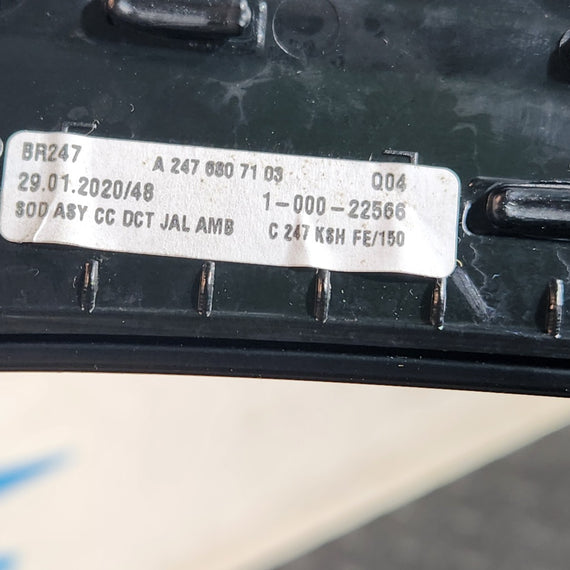 BR247 A 247 680 71 03 Q04
29.01.2020/48 1-000-22566
SOD ASY CC DCT JAL AMB C 247 KSH FE/150